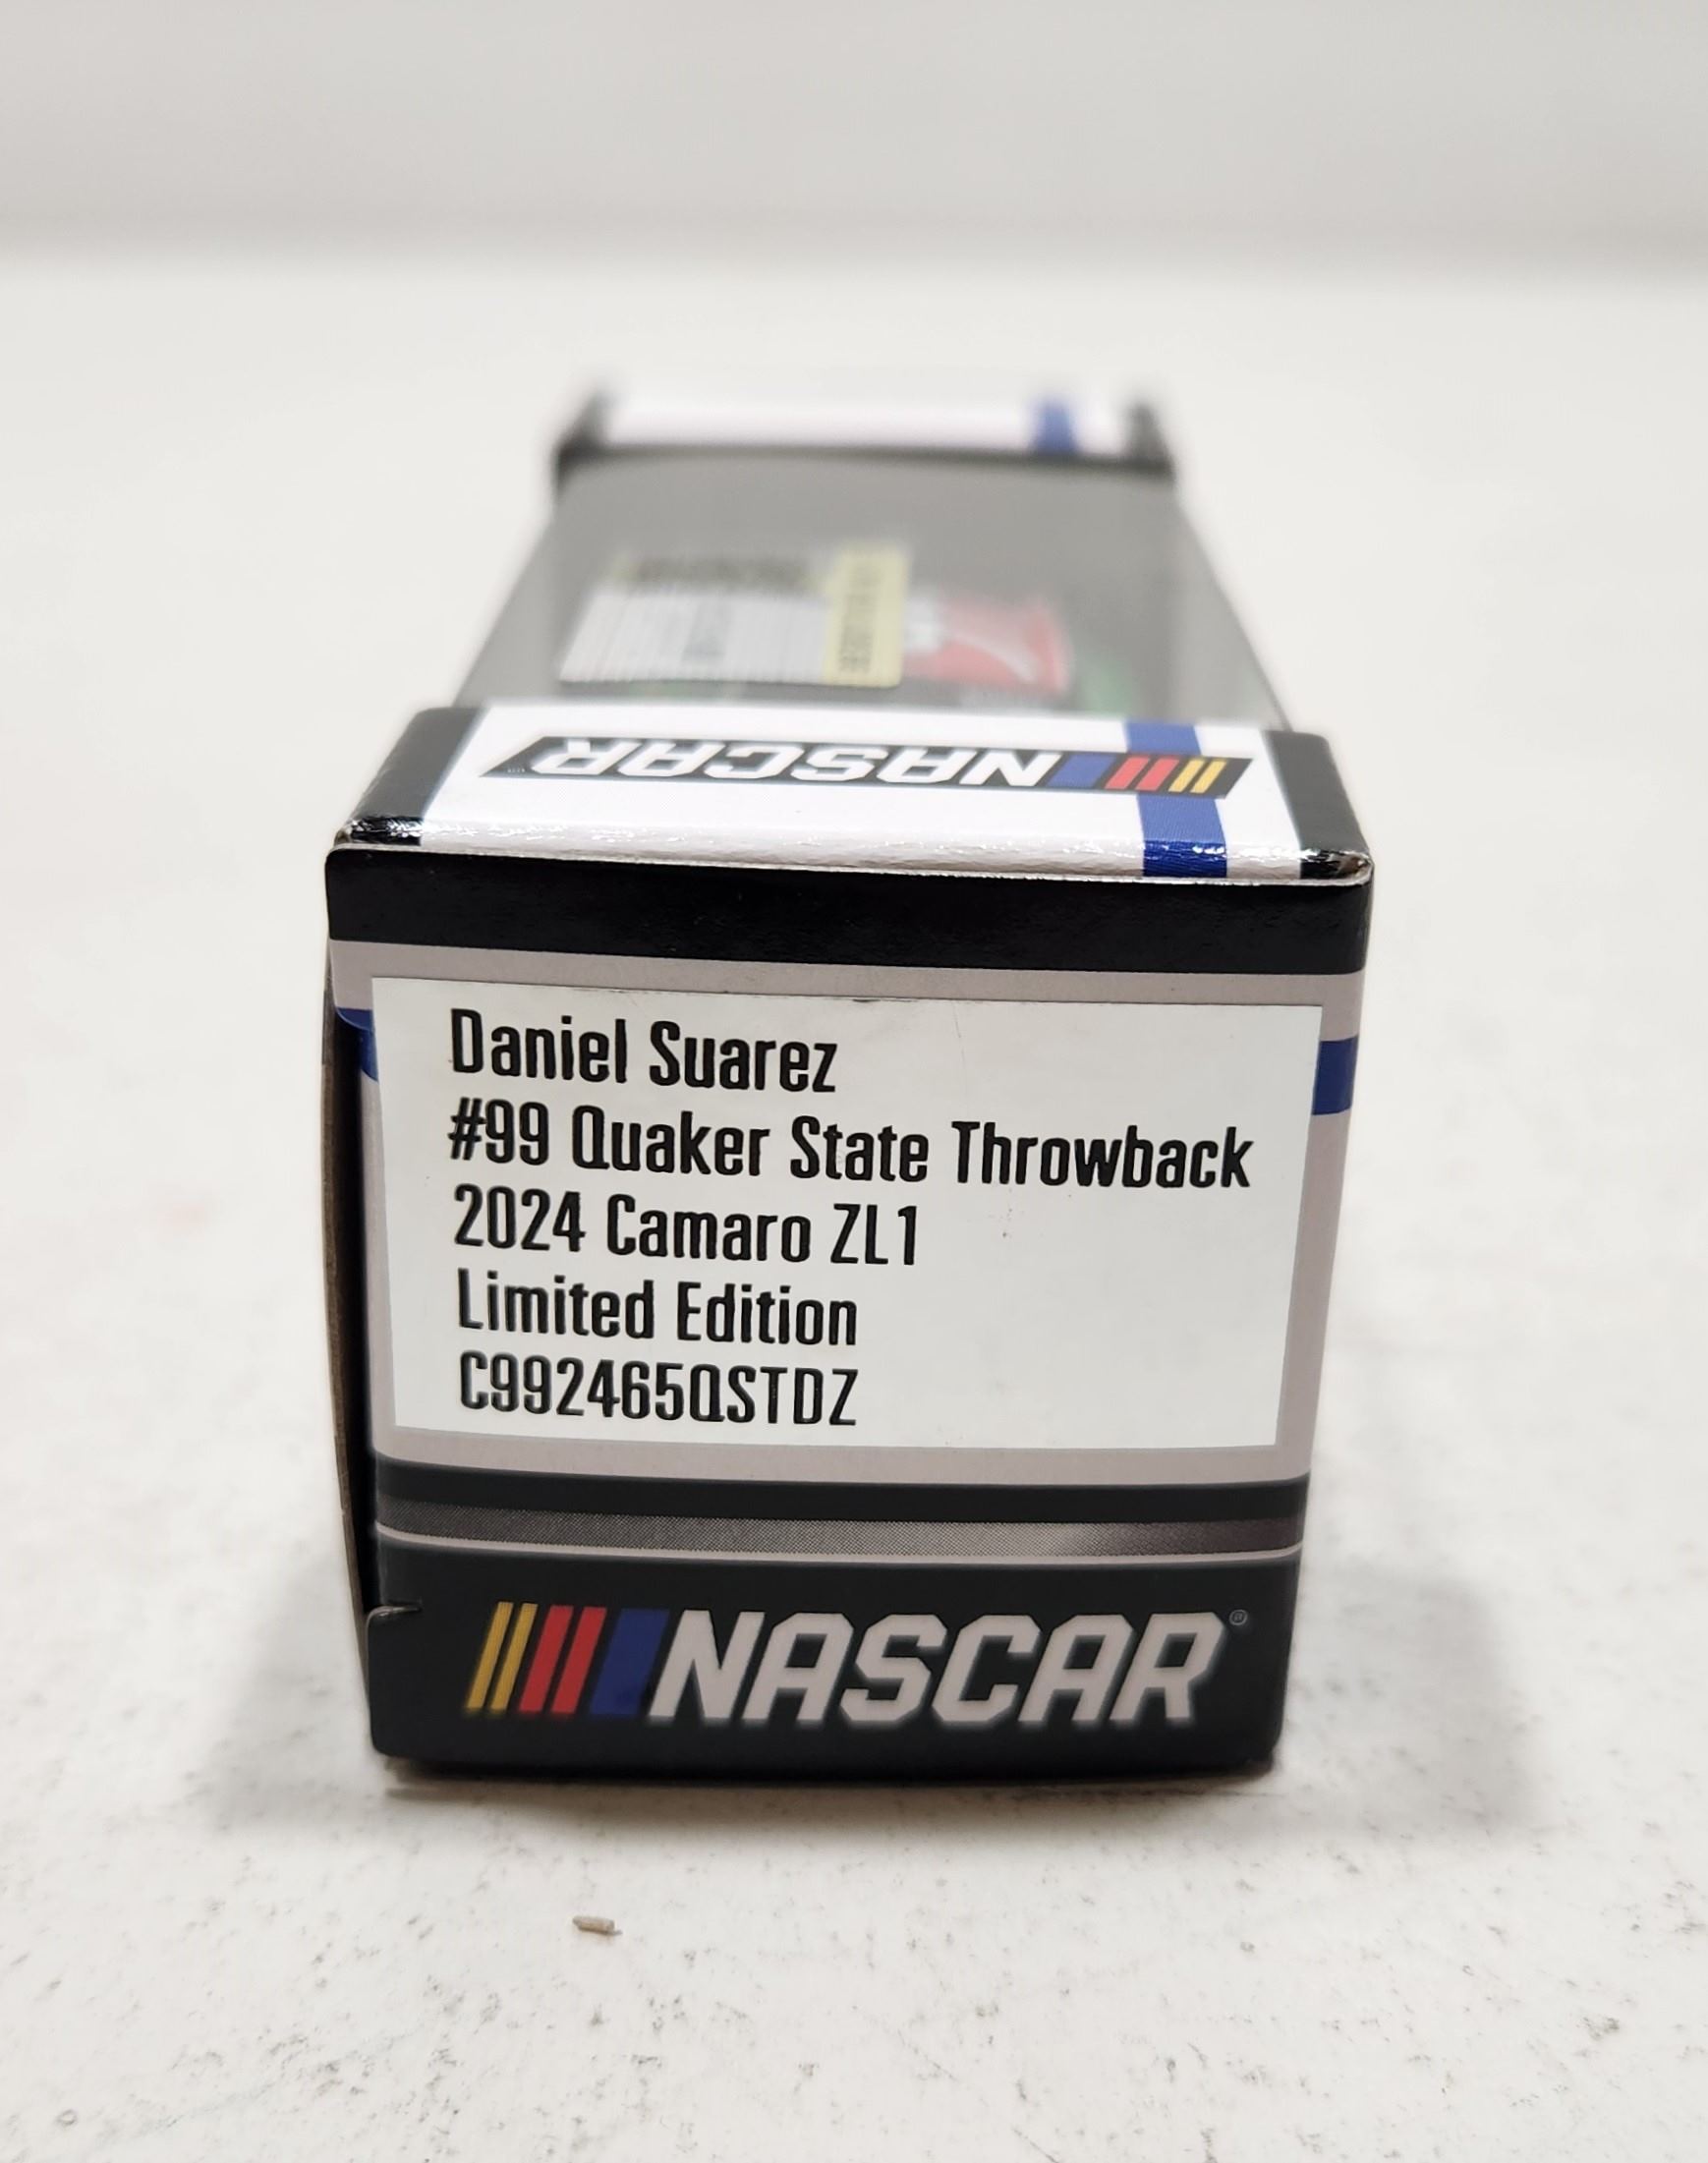 NASCAR
Daniel Suarez
#99 Quaker State Throwback
2024 Camaro ZL1
Limited Edition
C992465QSTDZ
NASCAR®